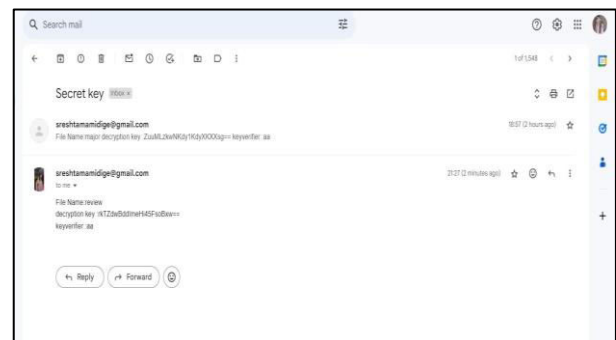 Search mail
1 of 1,548
Secret key Inbox x
sreshtamamidige@gmail.com 18:57 (2 hours ago)
File Name:major decryption key keyverifier: aa
sreshtamamidige@gmail.com 21:27 (2 minutes ago)
to me
File Name:review
decryption key
keyverifier: aa
Reply Forward